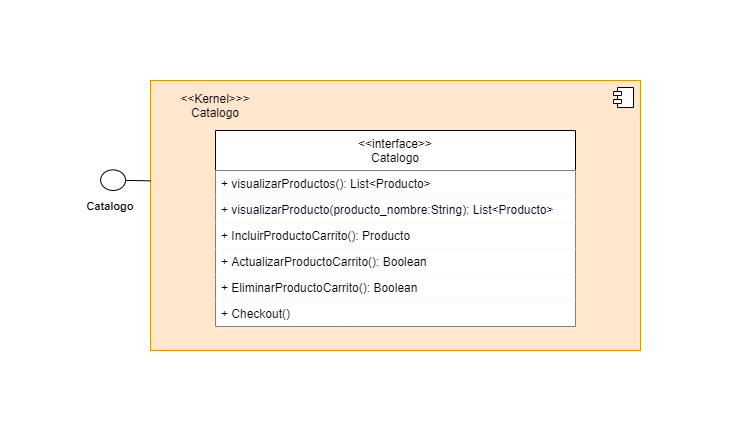 <<Kernel>>>
Catalogo
<<interface>>
Catalogo
+ visualizarProductos(): List<Producto>
+ visualizarProducto(producto_nombre:String): List<Producto>
+ IncluirProductoCarrito(): Producto
+ ActualizarProductoCarrito(): Boolean
+ EliminarProductoCarrito(): Boolean
+ Checkout()
Catalogo